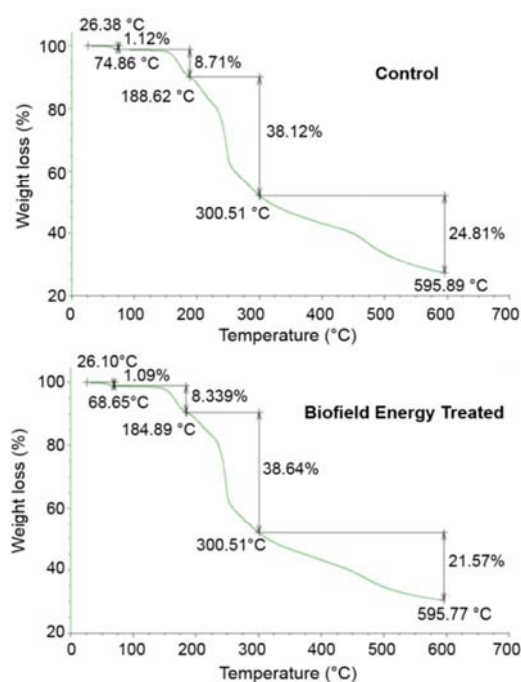 26.38 °C
1.12%
100
74.86 °C
8.71%
Control
188.62 °C
80
38.12%
Weight loss (%)
60
300.51 °C
24.81%
40
595.89 °C
20
0 100 200 300 400 500 600 700
Temperature (°C)
26.10°C
1.09%
100
68.65°C
8.339%
Biofield Energy Treated
184.89 °C
80
38.64%
Weight loss (%)
60
300.51°C
21.57%
40
595.77 °C
20
0 100 200 300 400 500 600 700
Temperature (°C)